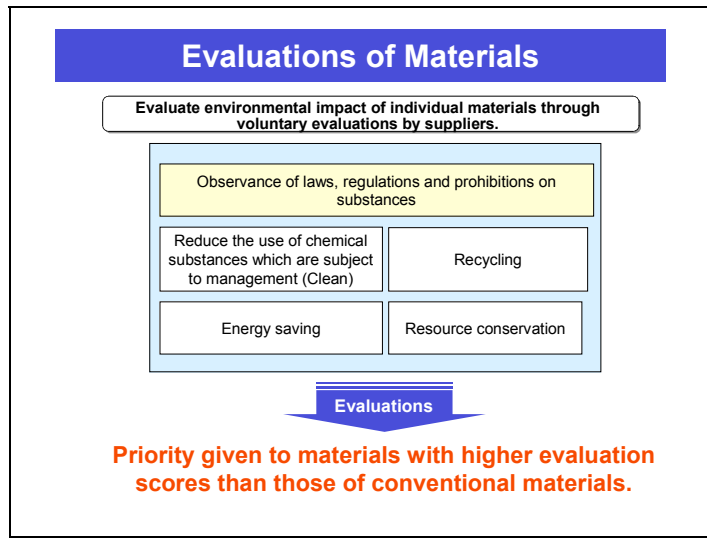 Evaluations of Materials
Evaluate environmental impact of individual materials through
voluntary evaluations by suppliers.
Observance of laws, regulations and prohibitions on
substances
Reduce the use of chemical
substances which are subject
to management (Clean)
Recycling
Energy saving
Resource conservation
Evaluations
Priority given to materials with higher evaluation
scores than those of conventional materials.